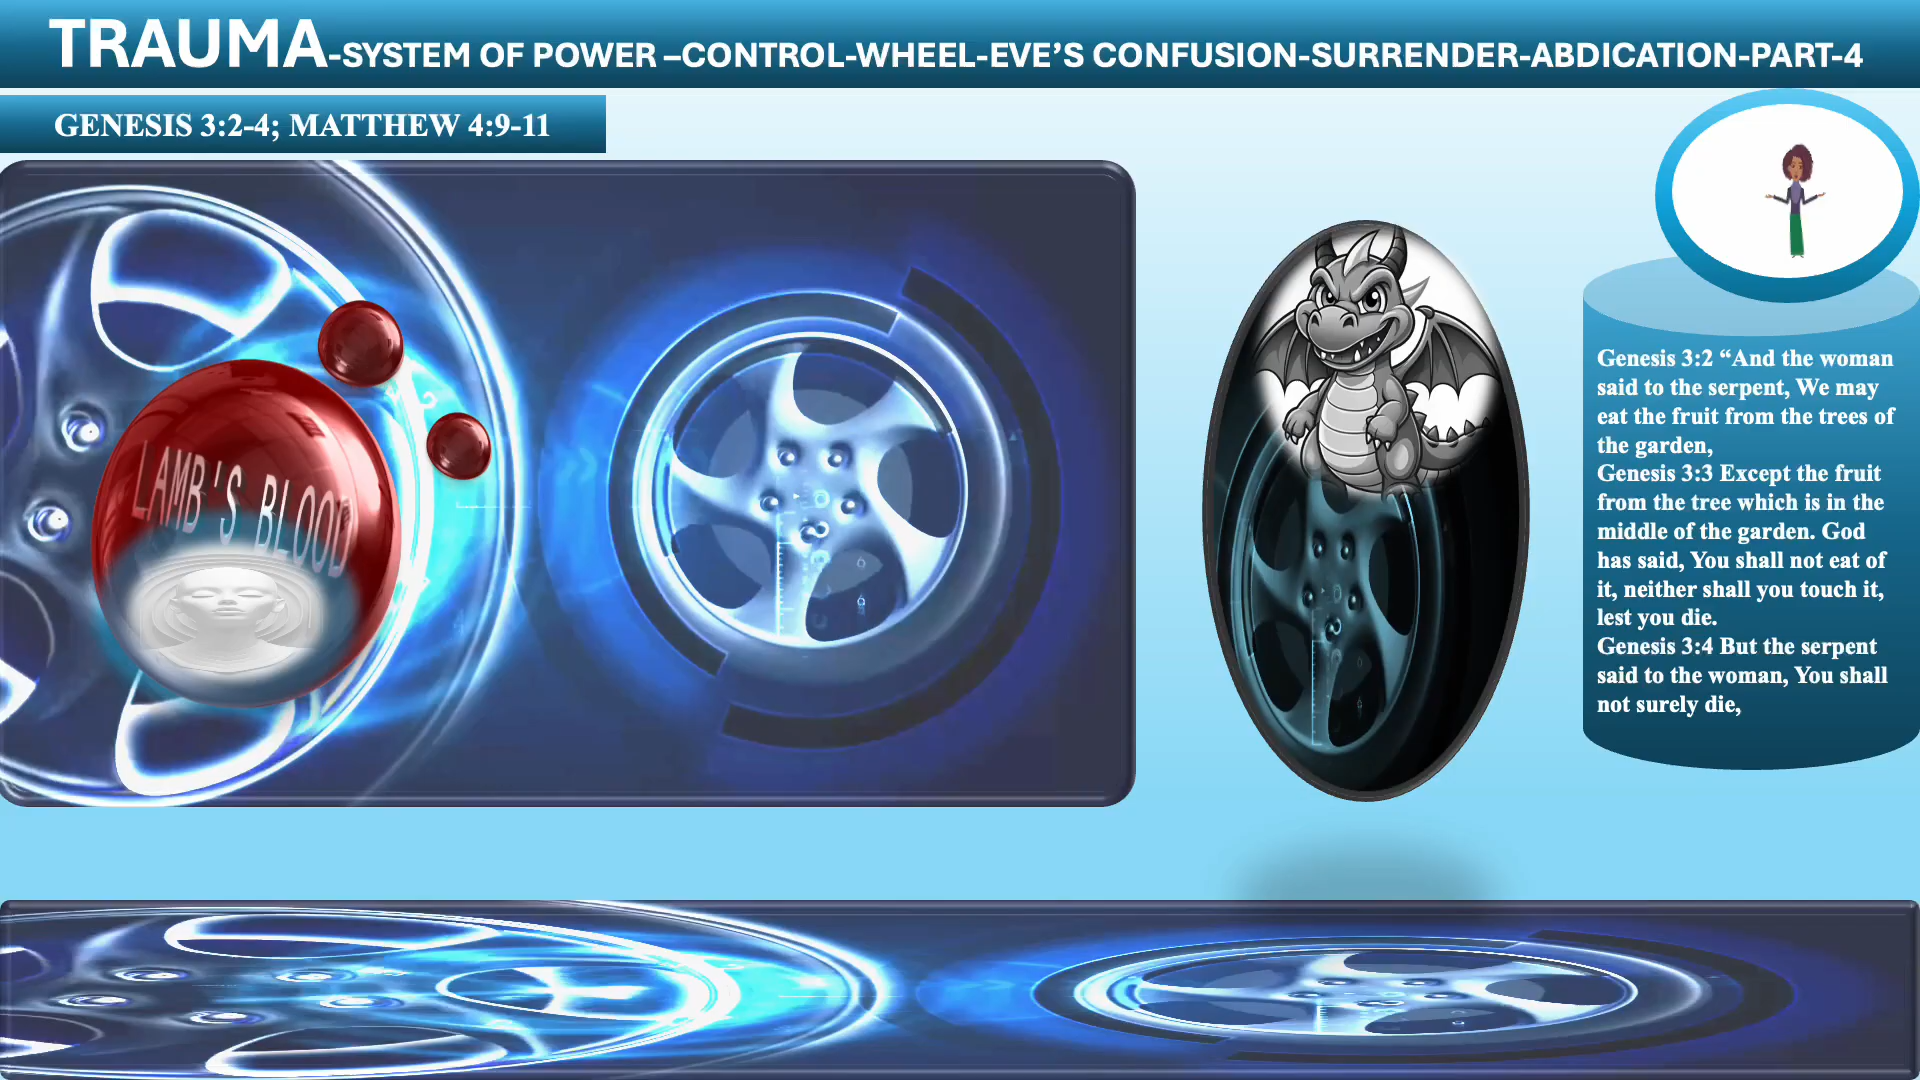 TRAUMA-SYSTEM OF POWER –CONTROL-WHEEL-EVE’S CONFUSION-SURRENDER-ABDICATION-PART-4
GENESIS 3:2-4; MATTHEW 4:9-11
LAMB'S BLOOD
Genesis 3:2 “And the woman
said to the serpent, We may
eat the fruit from the trees of
the garden,
Genesis 3:3 Except the fruit
from the tree which is in the
middle of the garden. God
has said, You shall not eat of
it, neither shall you touch it,
lest you die.
Genesis 3:4 But the serpent
said to the woman, You shall
not surely die,